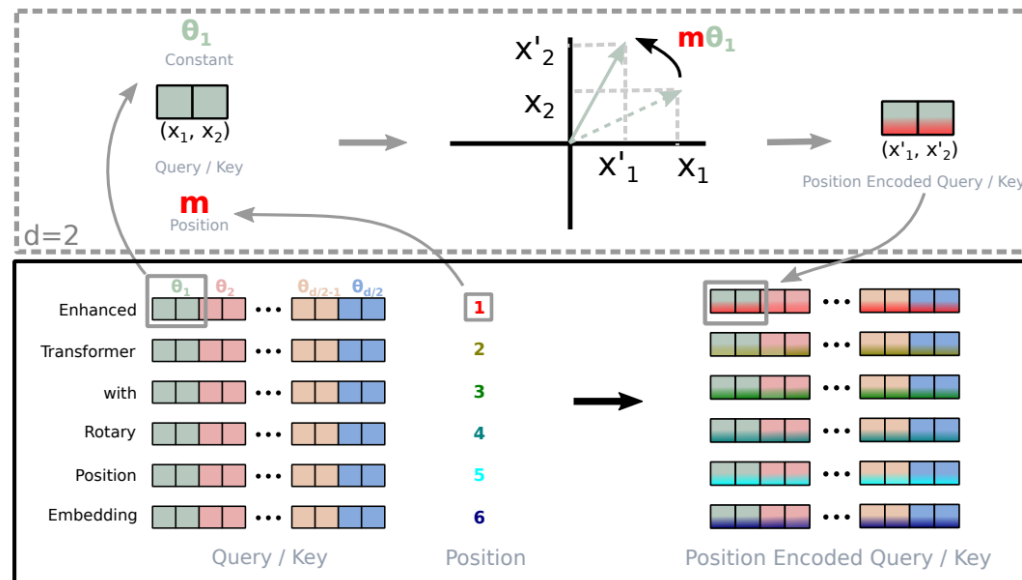 θ₁
Constant
(x₁, x₂)
Query / Key
m
Position
d=2
x'₂
x₂
x'₁
x₁
mθ₁
(x'₁, x'₂)
Position Encoded Query / Key
θ₁ θ₂ θd/2-1 θd/2
Enhanced ••• 1 •••
Transformer ••• 2 •••
with ••• 3 •••
Rotary ••• 4 •••
Position ••• 5 •••
Embedding ••• 6 •••
Query / Key Position Position Encoded Query / Key